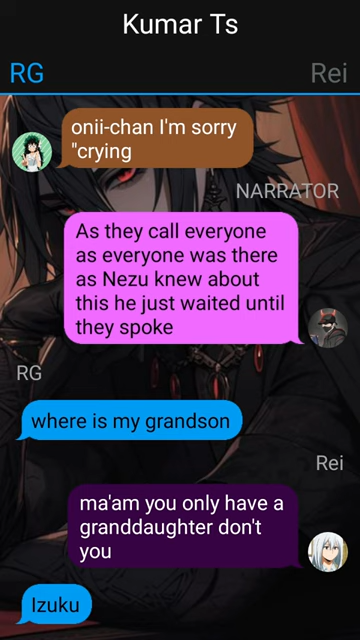 Kumar Ts
RG
Rei
onii-chan I'm sorry
"crying
NARRATOR
As they call everyone
as everyone was there
as Nezu knew about
this he just waited until
they spoke
RG
where is my grandson
Rei
ma'am you only have a
granddaughter don't
you
Izuku